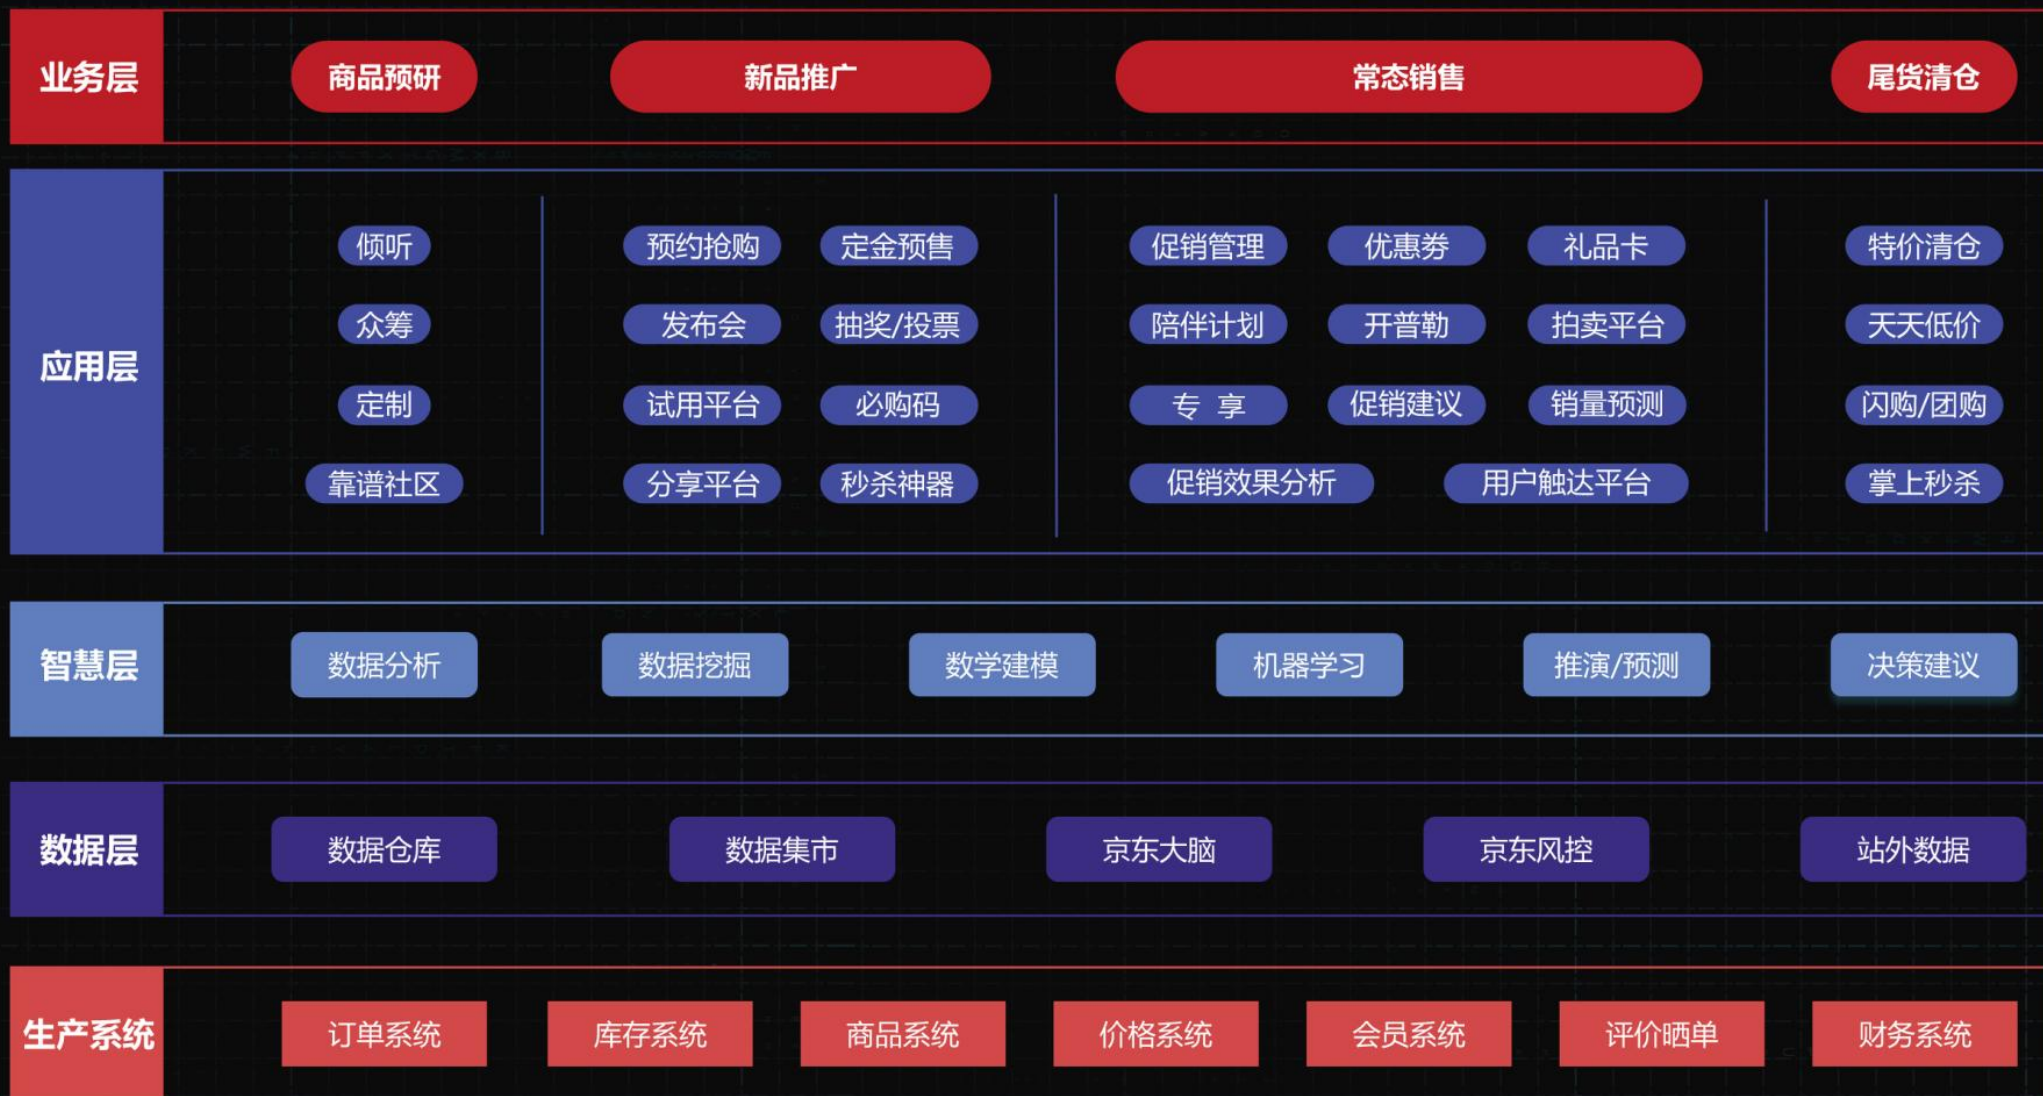 业务层 商品预研 新品推广 常态销售 尾货清仓
应用层
倾听 预约抢购 定金预售 促销管理 优惠劵 礼品卡 特价清仓
众筹 发布会 抽奖/投票 陪伴计划 开普勒 拍卖平台 天天低价
定制 试用平台 必购码 专 享 促销建议 销量预测 闪购/团购
靠谱社区 分享平台 秒杀神器 促销效果分析 用户触达平台 掌上秒杀
智慧层 数据分析 数据挖掘 数学建模 机器学习 推演/预测 决策建议
数据层 数据仓库 数据集市 京东大脑 京东风控 站外数据
生产系统 订单系统 库存系统 商品系统 价格系统 会员系统 评价晒单 财务系统